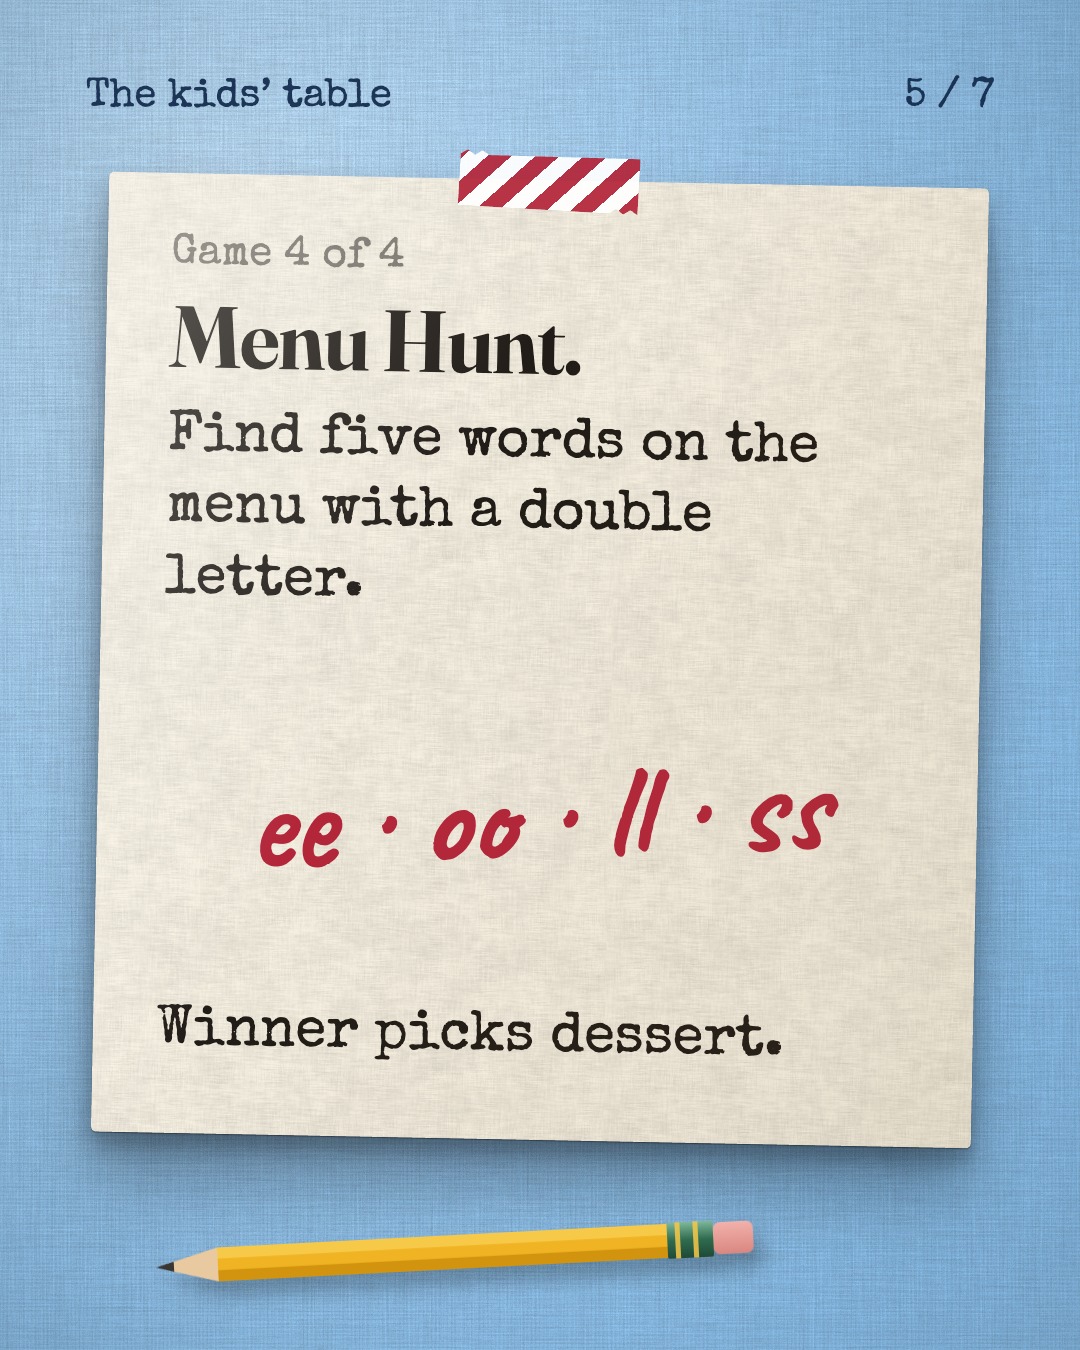 The kids’ table
5 / 7
Game 4 of 4
Menu Hunt.
Find five words on the
menu with a double
letter.
ee · oo · ll · ss
Winner picks dessert.